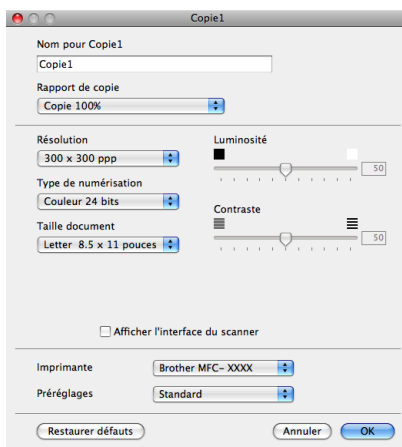 Copie1
Nom pour Copie1
Copie1
Rapport de copie
Copie 100%
Résolution
300 x 300 ppp
Type de numérisation
Couleur 24 bits
Taille document
Letter 8.5 x 11 pouces
Luminosité
50
Contraste
50
Afficher l'interface du scanner
Imprimante
Brother MFC- XXXX
Préréglages
Standard
Restaurer défauts
Annuler
OK